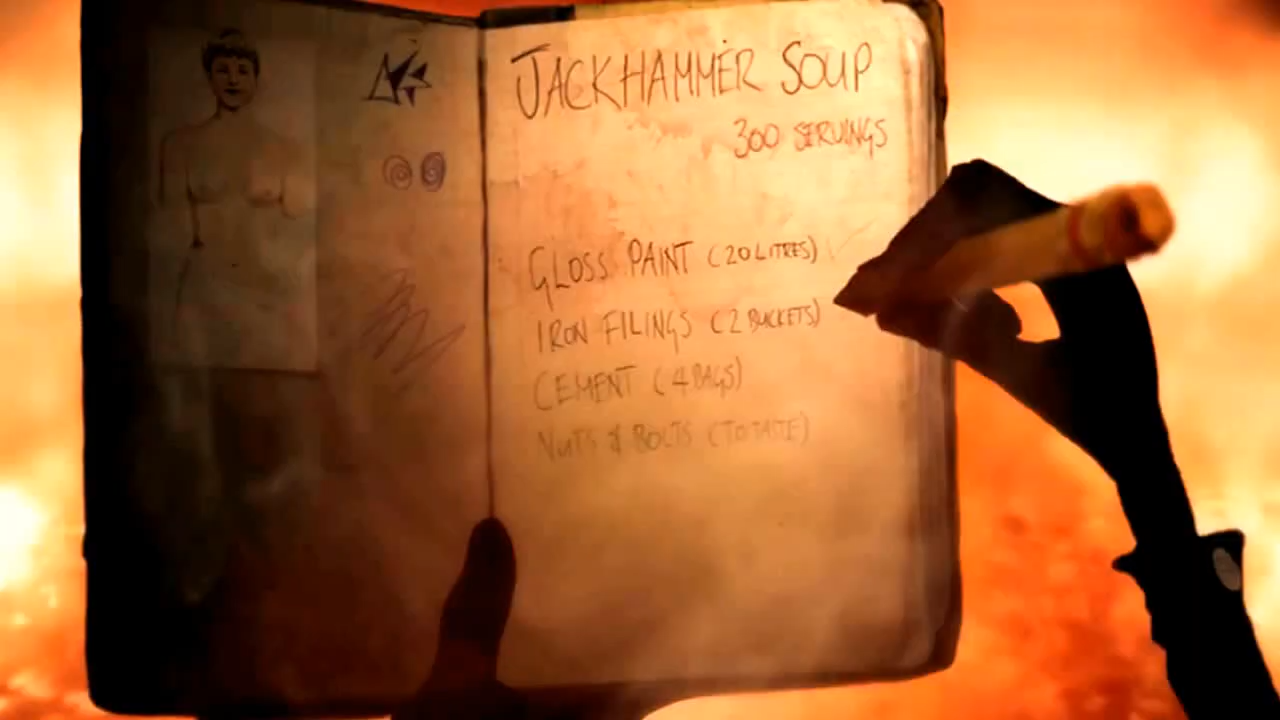 JACKHAMMER SOUP
300 SERVINGS
GLOSS PAINT (20 LITRES)
IRON FILINGS (2 BUCKETS)
CEMENT (4 BAGS)
NUTS & BOLTS (TO TASTE)